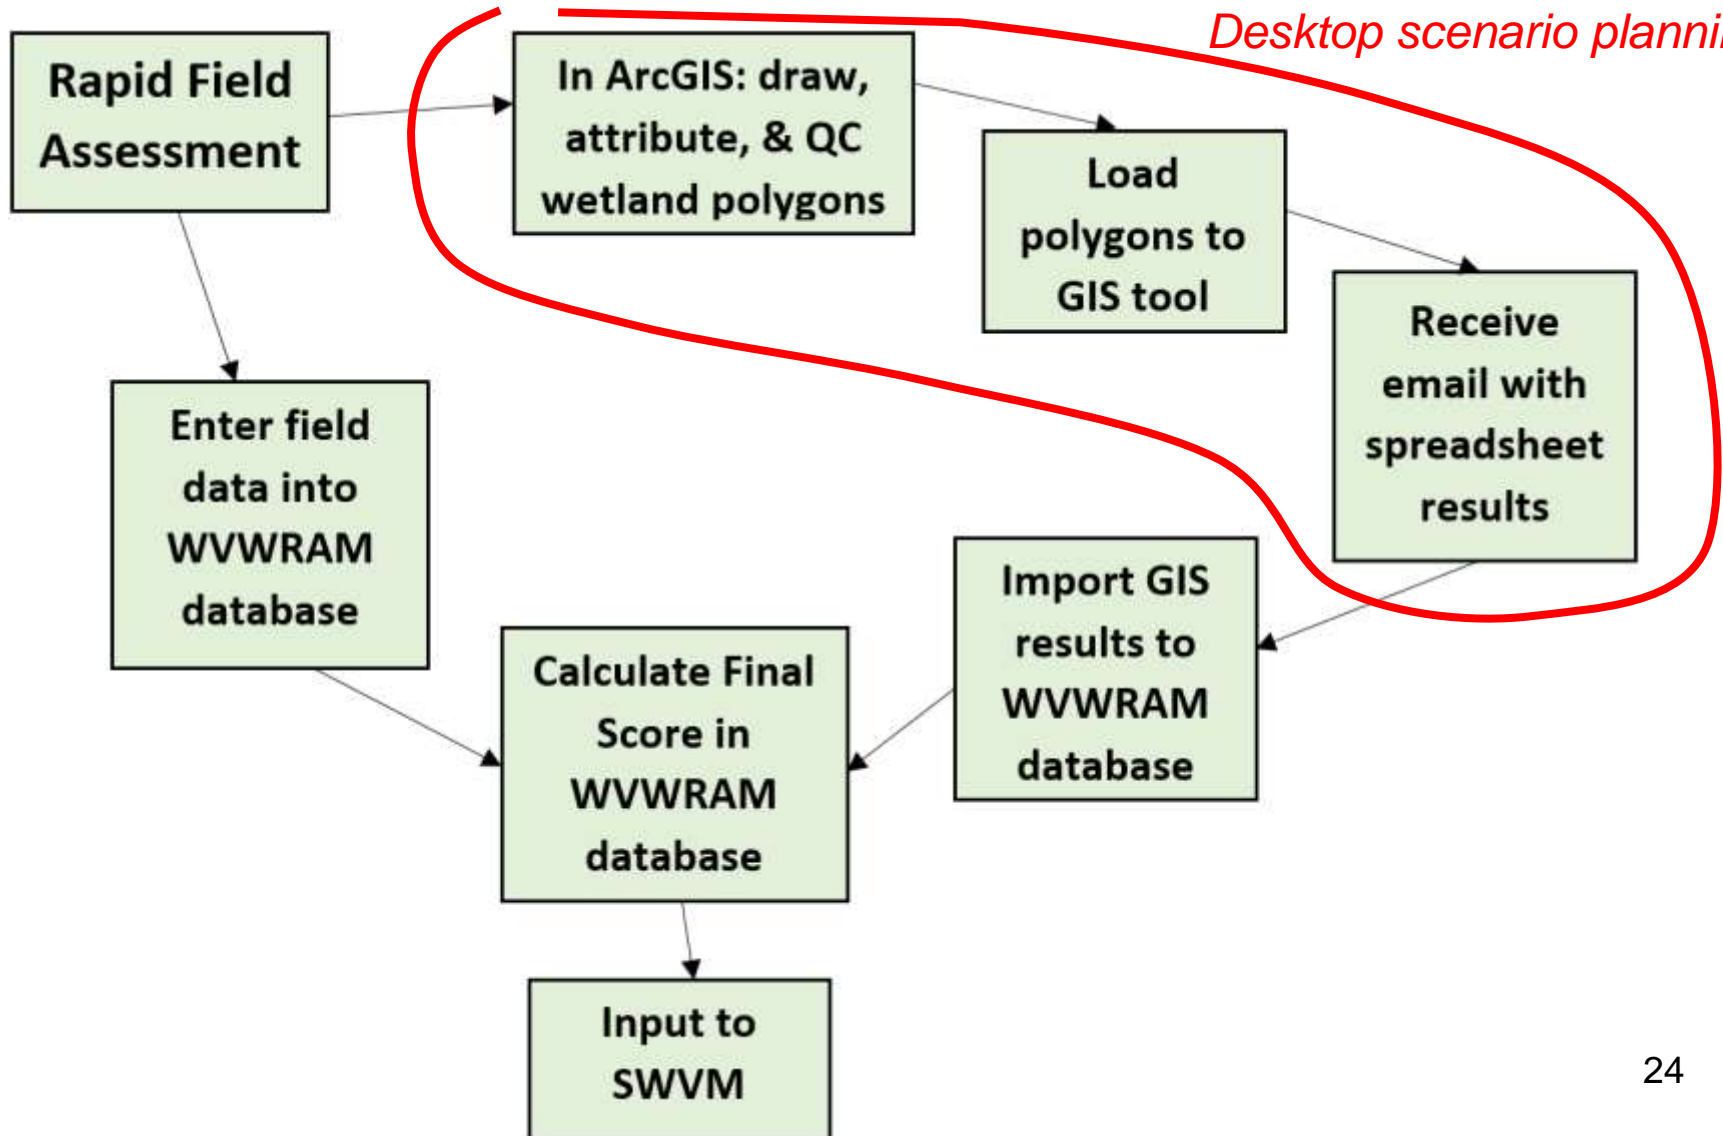 Desktop scenario
Rapid Field
Assessment
In ArcGIS: draw,
attribute, & QC
wetland polygons
Load
polygons to
GIS tool
Receive
email with
spreadsheet
results
Enter field
data into
WVWRAM
database
Import GIS
results to
WVWRAM
database
Calculate Final
Score in
WVWRAM
database
Input to
SWVM
24